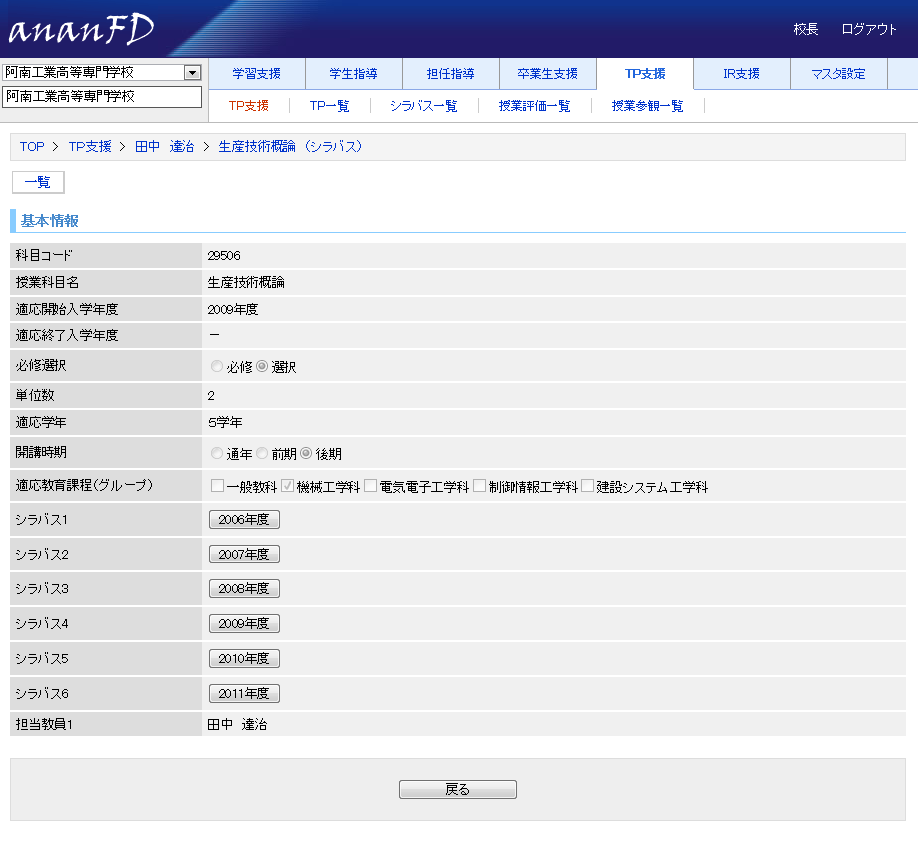 ananFD
校長 ログアウト
阿南工業高等専門学校
阿南工業高等専門学校
学習支援 学生指導 担任指導 卒業生支援 TP支援 IR支援 マスタ設定
TP支援 TP一覧 シラバス一覧 授業評価一覧 授業参観一覧
TOP > TP支援 > 田中 達治 > 生産技術概論 (シラバス)
一覧
基本情報
科目コード 29506
授業科目名 生産技術概論
適応開始入学年度 2009年度
適応終了入学年度 −
必修選択 必修 選択
単位数 2
適応学年 5学年
開講時期 通年 前期 後期
適応教育課程(グループ) 一般教科 機械工学科 電気電子工学科 制御情報工学科 建設システム工学科
シラバス1 2006年度
シラバス2 2007年度
シラバス3 2008年度
シラバス4 2009年度
シラバス5 2010年度
シラバス6 2011年度
担当教員1 田中 達治
戻る